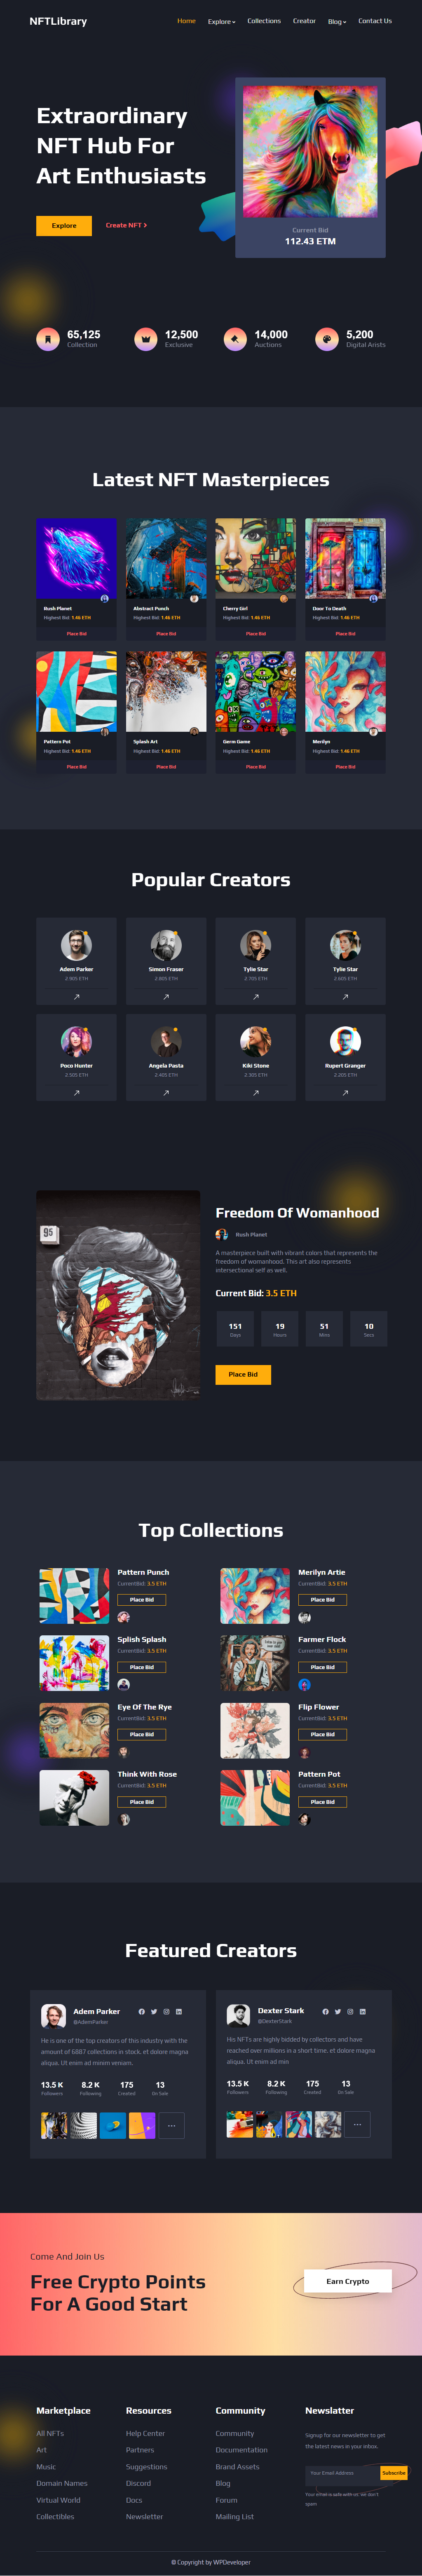 NFTLibrary
Home Explore Collections Creator Blog Contact Us
Extraordinary
NFT Hub For
Art Enthusiasts
Explore Create NFT
Current Bid
112.43 ETM
65,125
Collection
12,500
Exclusive
14,000
Auctions
5,200
Digital Arists
Latest NFT Masterpieces
Rush Planet
Highest Bid: 1.46 ETH
Place Bid
Abstract Punch
Highest Bid: 1.46 ETH
Place Bid
Cherry Girl
Highest Bid: 1.46 ETH
Place Bid
Door To Death
Highest Bid: 1.46 ETH
Place Bid
Pattern Pot
Highest Bid: 1.46 ETH
Place Bid
Splash Art
Highest Bid: 1.46 ETH
Place Bid
Germ Game
Highest Bid: 1.46 ETH
Place Bid
Merilyn
Highest Bid: 1.46 ETH
Place Bid
Popular Creators
Adem Parker
2.905 ETH
Simon Fraser
2.805 ETH
Tylie Star
2.705 ETH
Tylie Star
2.605 ETH
Poco Hunter
2.505 ETH
Angela Pasta
2.405 ETH
Kiki Stone
2.305 ETH
Rupert Granger
2.205 ETH
95
Freedom Of Womanhood
Rush Planet
A masterpiece built with vibrant colors that represents the
freedom of womanhood. This art also represents
intersectional self as well.
Current Bid: 3.5 ETH
151
Days
19
Hours
51
Mins
10
Secs
Place Bid
Top Collections
Pattern Punch
CurrentBid: 3.5 ETH
Place Bid
Merilyn Artie
CurrentBid: 3.5 ETH
Place Bid
Splish Splash
CurrentBid: 3.5 ETH
Place Bid
Farmer Flock
CurrentBid: 3.5 ETH
Place Bid
Eye Of The Rye
CurrentBid: 3.5 ETH
Place Bid
Flip Flower
CurrentBid: 3.5 ETH
Place Bid
Think With Rose
CurrentBid: 3.5 ETH
Place Bid
Pattern Pot
CurrentBid: 3.5 ETH
Place Bid
Featured Creators
Adem Parker
@AdemParker
He is one of the top creators of this industry with the
amount of 6887 collections in stock. et dolore magna
aliqua. Ut enim ad minim veniam.
13.5 K
Followers
8.2 K
Following
175
Created
13
On Sale
Dexter Stark
@DexterStark
His NFTs are highly bidded by collectors and have
reached over millions in a short time. et dolore magna
aliqua. Ut enim ad min
13.5 K
Followers
8.2 K
Following
175
Created
13
On Sale
Come And Join Us
Free Crypto Points
For A Good Start
Earn Crypto
Marketplace
All NFTs
Art
Music
Domain Names
Virtual World
Collectibles
Resources
Help Center
Partners
Suggestions
Discord
Docs
Newsletter
Community
Community
Documentation
Brand Assets
Blog
Forum
Mailing List
Newsletter
Signup for our newsletter to get
the latest news in your inbox.
Your Email Address Subscribe
Your email is safe with us. we don't
spam
© Copyright by WPDeveloper